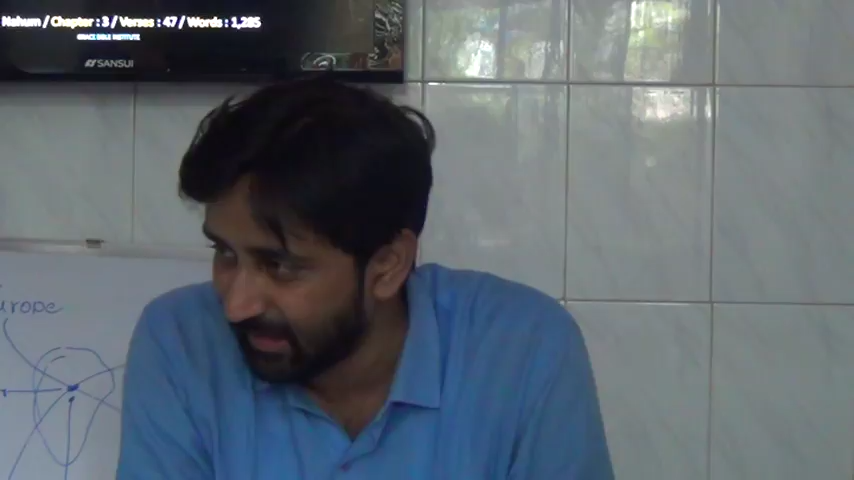 Nahum / Chapter : 3 / Verses : 47 / Words : 1,285
GRACE BIBLE INSTITUTE
SANSUI
urope